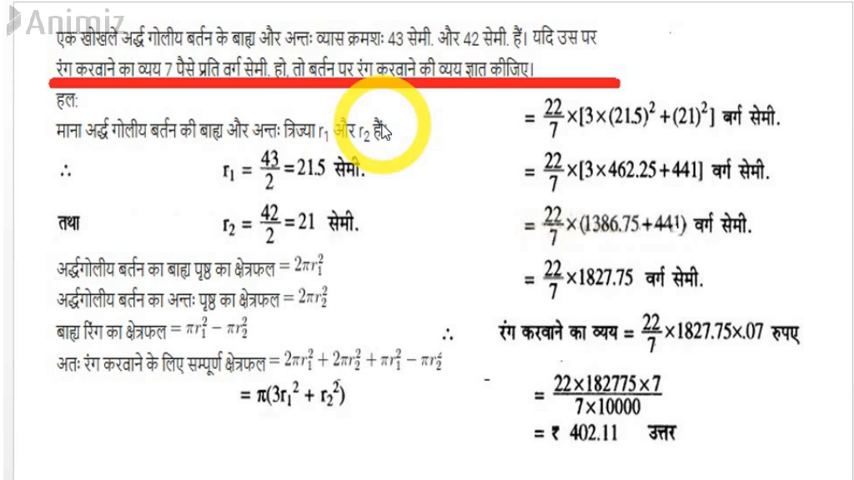 Animiz
एक खोखले अर्द्ध गोलीय बर्तन के बाह्य और अन्तः व्यास क्रमशः 43 सेमी. और 42 सेमी. हैं। यदि उस पर
रंग करवाने का व्यय 7 पैसे प्रति वर्ग सेमी. हो, तो बर्तन पर रंग करवाने की व्यय ज्ञात कीजिए।
हल:
माना अर्द्ध गोलीय बर्तन की बाह्य और अन्तः त्रिज्या r₁ और r₂ हैं
∴ r₁ = 43/2 = 21.5 सेमी.
तथा r₂ = 42/2 = 21 सेमी.
अर्द्धगोलीय बर्तन का बाह्य पृष्ठ का क्षेत्रफल = 2πr₁²
अर्द्धगोलीय बर्तन का अन्तः पृष्ठ का क्षेत्रफल = 2πr₂²
बाह्य रिंग का क्षेत्रफल = πr₁² − πr₂²
अतः रंग करवाने के लिए सम्पूर्ण क्षेत्रफल = 2πr₁² + 2πr₂² + πr₁² − πr₂²
= π(3r₁² + r₂²)
= 22/7 ×[3×(21.5)² +(21)²] वर्ग सेमी.
= 22/7 ×[3×462.25+441] वर्ग सेमी.
= 22/7 ×(1386.75+441) वर्ग सेमी.
= 22/7 ×1827.75 वर्ग सेमी.
∴ रंग करवाने का व्यय = 22/7 ×1827.75×.07 रुपए
= 22×182775×7 / 7×10000
= ₹ 402.11 उत्तर